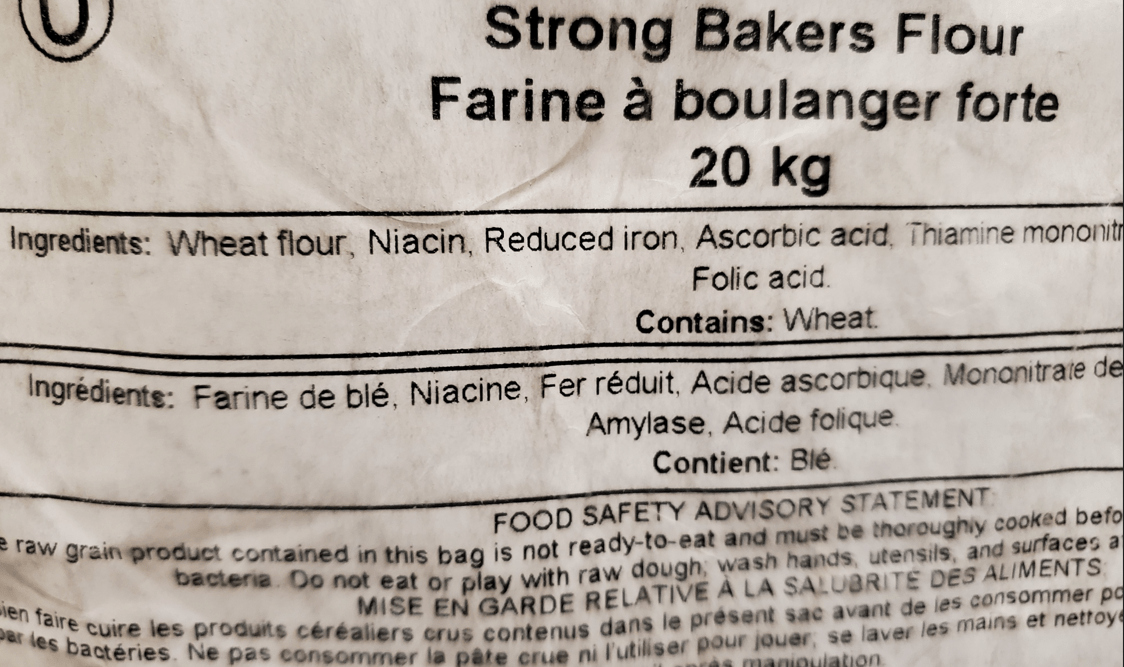 U
Strong Bakers Flour
Farine à boulanger forte
20 kg
Ingredients: Wheat flour, Niacin, Reduced iron, Ascorbic acid, Thiamine mononitr
Folic acid.
Contains: Wheat.
Ingrédients: Farine de blé, Niacine, Fer réduit, Acide ascorbique, Mononitrate de
Amylase, Acide folique.
Contient: Blé.
FOOD SAFETY ADVISORY STATEMENT:
e raw grain product contained in this bag is not ready-to-eat and must be thoroughly cooked befo
bacteria. Do not eat or play with raw dough; wash hands, utensils, and surfaces a
MISE EN GARDE RELATIVE À LA SALUBRITÉ DES ALIMENTS:
ien faire cuire les produits céréaliers crus contenus dans le présent sac avant de les consommer po
par les bactéries. Ne pas consommer la pâte crue ni l'utiliser pour jouer; se laver les mains et nettoye
après manipulation.